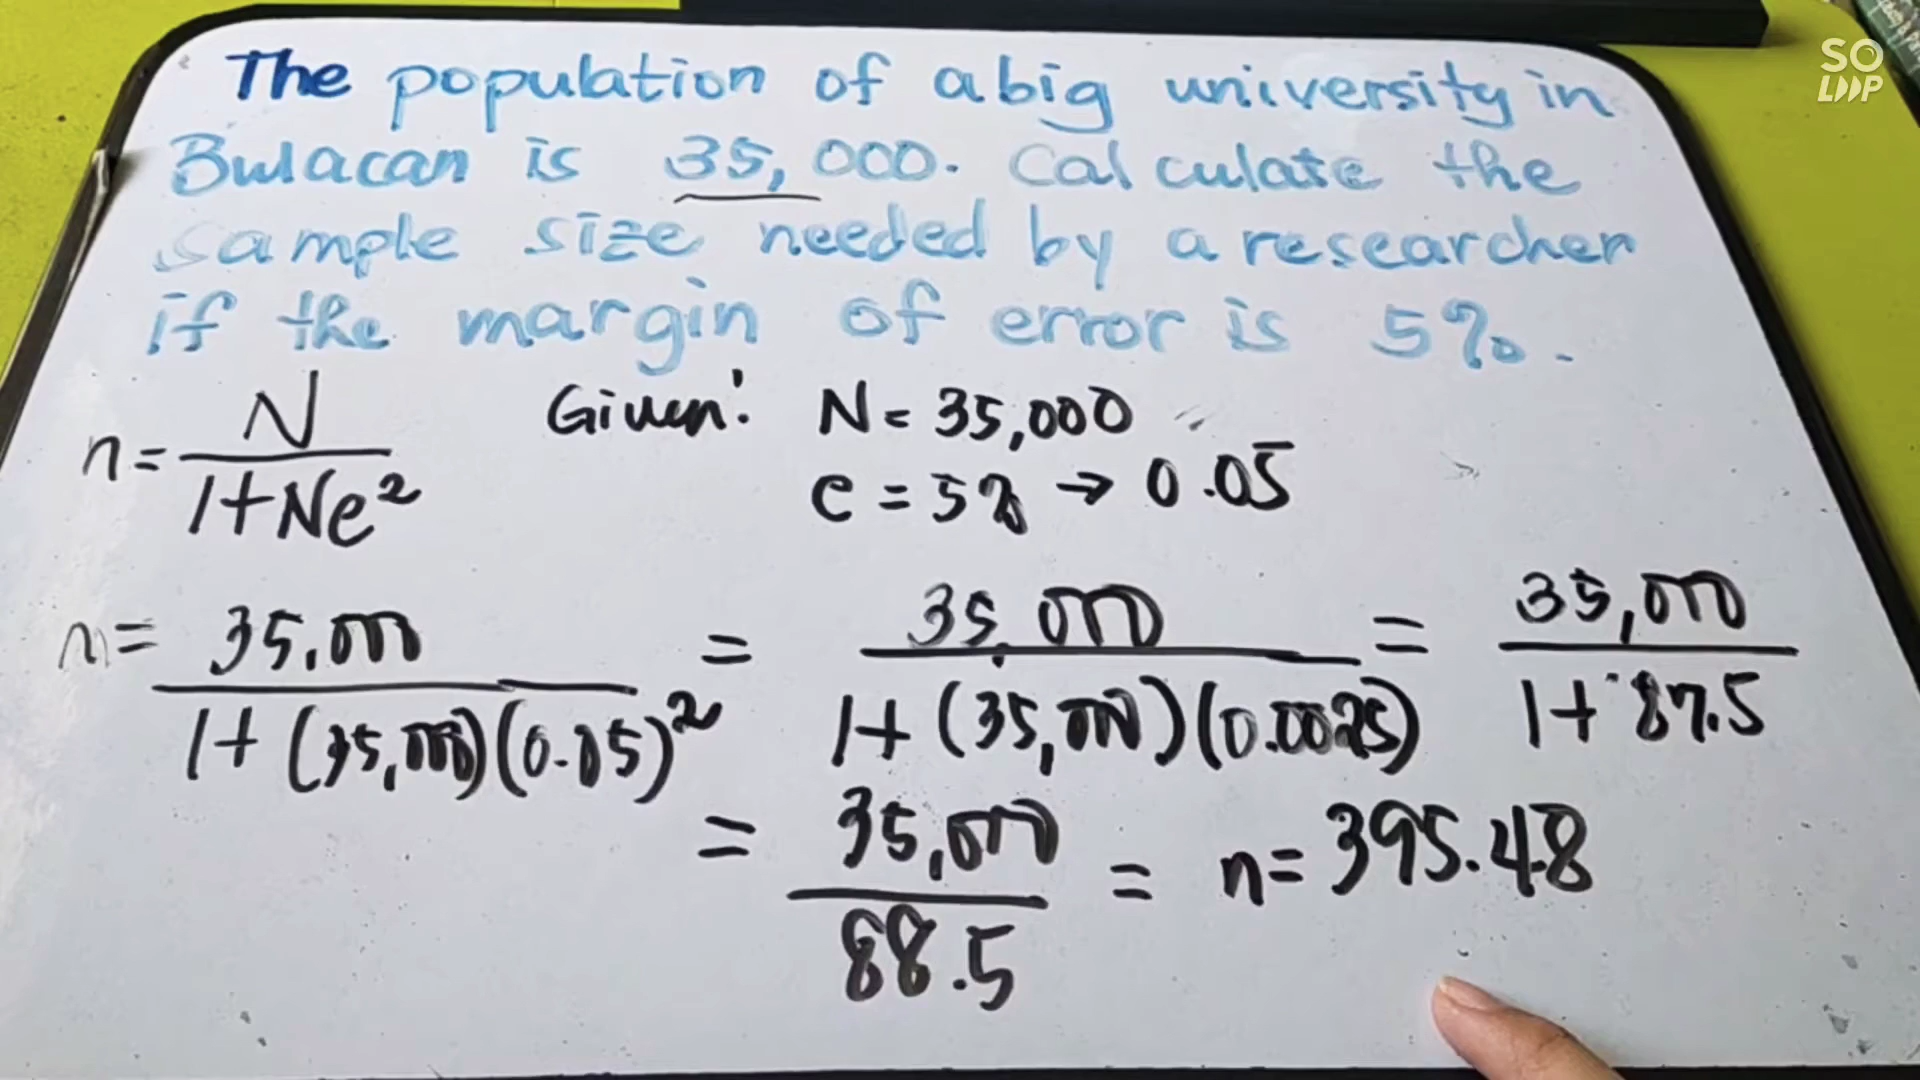 The population of a big university in
Bulacan is 35,000. Calculate the
sample size needed by a researcher
if the margin of error is 5%.
n = N / 1+Ne²
Given: N = 35,000
e = 5% → 0.05
n = 35,000 / 1+(35,000)(0.05)² = 35,000 / 1+(35,000)(0.0025) = 35,000 / 1+87.5
= 35,000 / 88.5 = n = 395.48
SO
LOOP